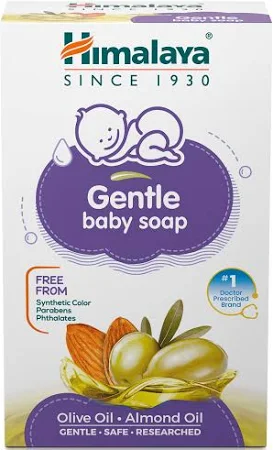 Himalaya
SINCE 1930
Gentle
baby soap
FREE
FROM
Synthetic Color
Parabens
Phthalates
#1
Doctor
Prescribed
Brand
Olive Oil • Almond Oil
GENTLE • SAFE • RESEARCHED